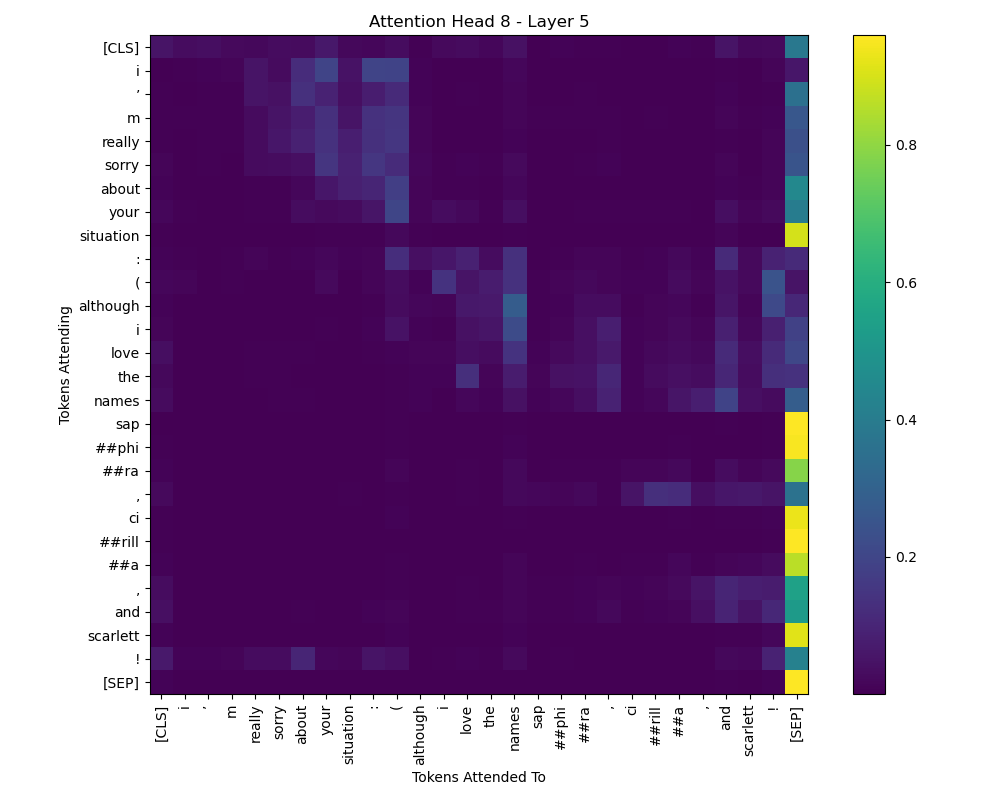 Attention Head 8 - Layer 5
[CLS]
i
’
m
really
sorry
about
your
situation
:
(
although
i
love
the
names
sap
##phi
##ra
,
ci
##rill
##a
,
and
scarlett
!
[SEP]
Tokens Attending
[CLS]
i
’
m
really
sorry
about
your
situation
:
(
although
i
love
the
names
sap
##phi
##ra
,
ci
##rill
##a
,
and
scarlett
!
[SEP]
Tokens Attended To
0.8
0.6
0.4
0.2